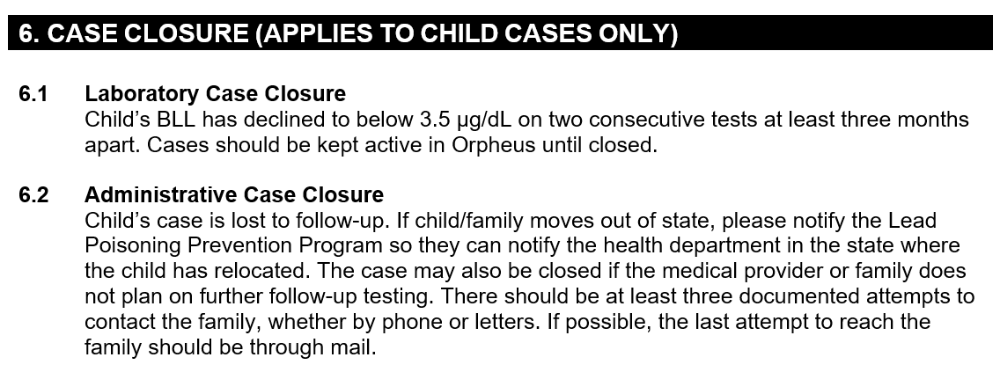 6. CASE CLOSURE (APPLIES TO CHILD CASES ONLY)
6.1 Laboratory Case Closure
Child’s BLL has declined to below 3.5 µg/dL on two consecutive tests at least three months
apart. Cases should be kept active in Orpheus until closed.
6.2 Administrative Case Closure
Child’s case is lost to follow-up. If child/family moves out of state, please notify the Lead
Poisoning Prevention Program so they can notify the health department in the state where
the child has relocated. The case may also be closed if the medical provider or family does
not plan on further follow-up testing. There should be at least three documented attempts to
contact the family, whether by phone or letters. If possible, the last attempt to reach the
family should be through mail.